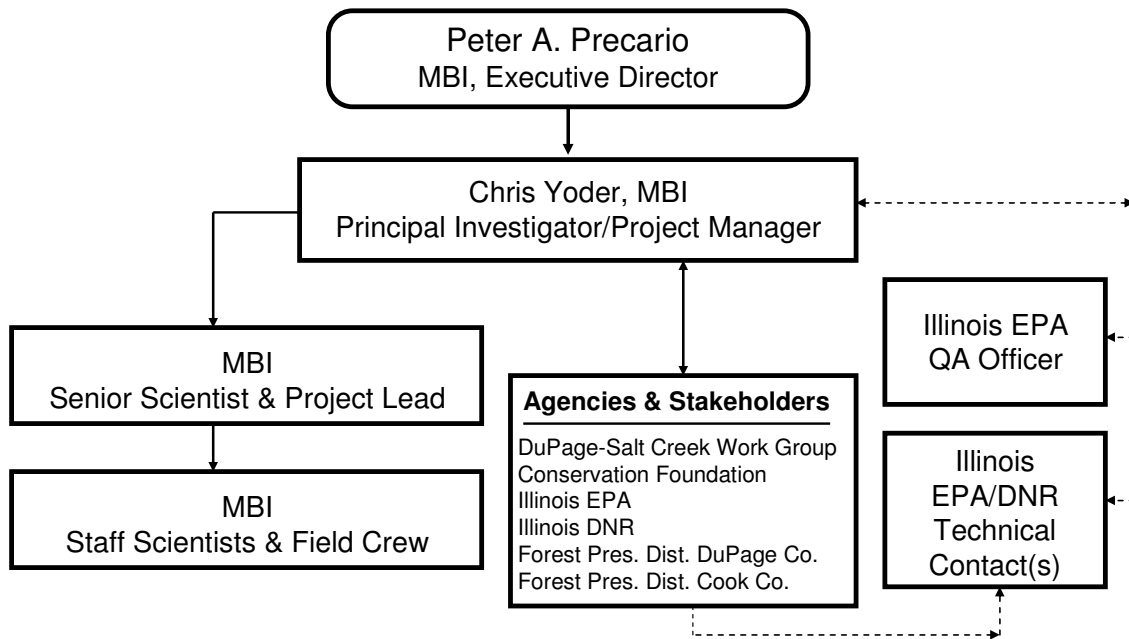 Peter A. Precario
MBI, Executive Director
Chris Yoder, MBI
Principal Investigator/Project Manager
MBI
Senior Scientist & Project Lead
MBI
Staff Scientists & Field Crew
Agencies & Stakeholders
DuPage-Salt Creek Work Group
Conservation Foundation
Illinois EPA
Illinois DNR
Forest Pres. Dist. DuPage Co.
Forest Pres. Dist. Cook Co.
Illinois EPA
QA Officer
Illinois
EPA/DNR
Technical
Contact(s)